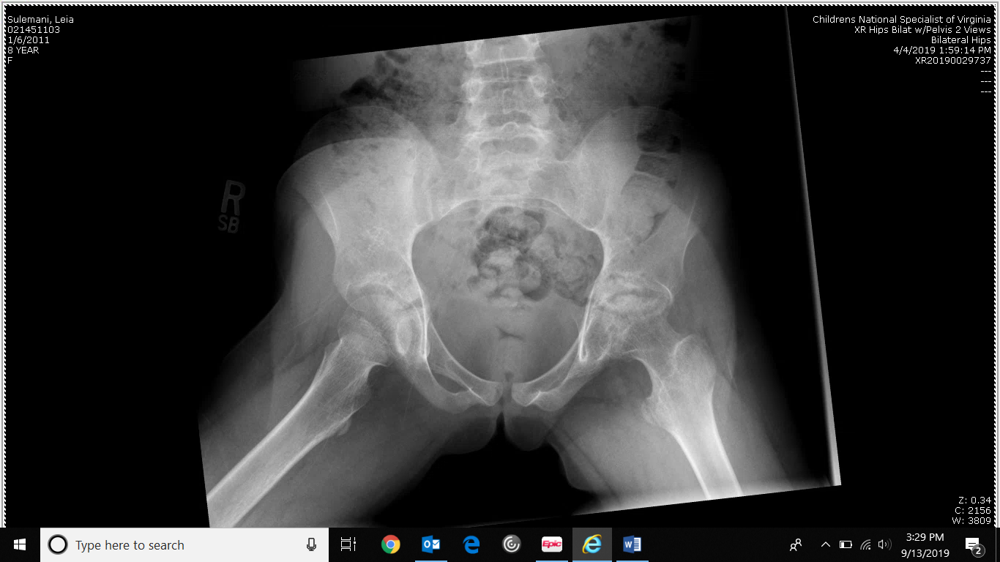 Sulemani, Leia
021451103
1/6/2011
8 YEAR
F
Childrens National Specialist of Virginia
XR Hips Bilat w/Pelvis 2 Views
Bilateral Hips
4/4/2019 1:59:14 PM
XR20190029737
---
---
---
R
SB
Z: 0.34
C: 2156
W: 3809
Type here to search
Epic
3:29 PM
9/13/2019
2